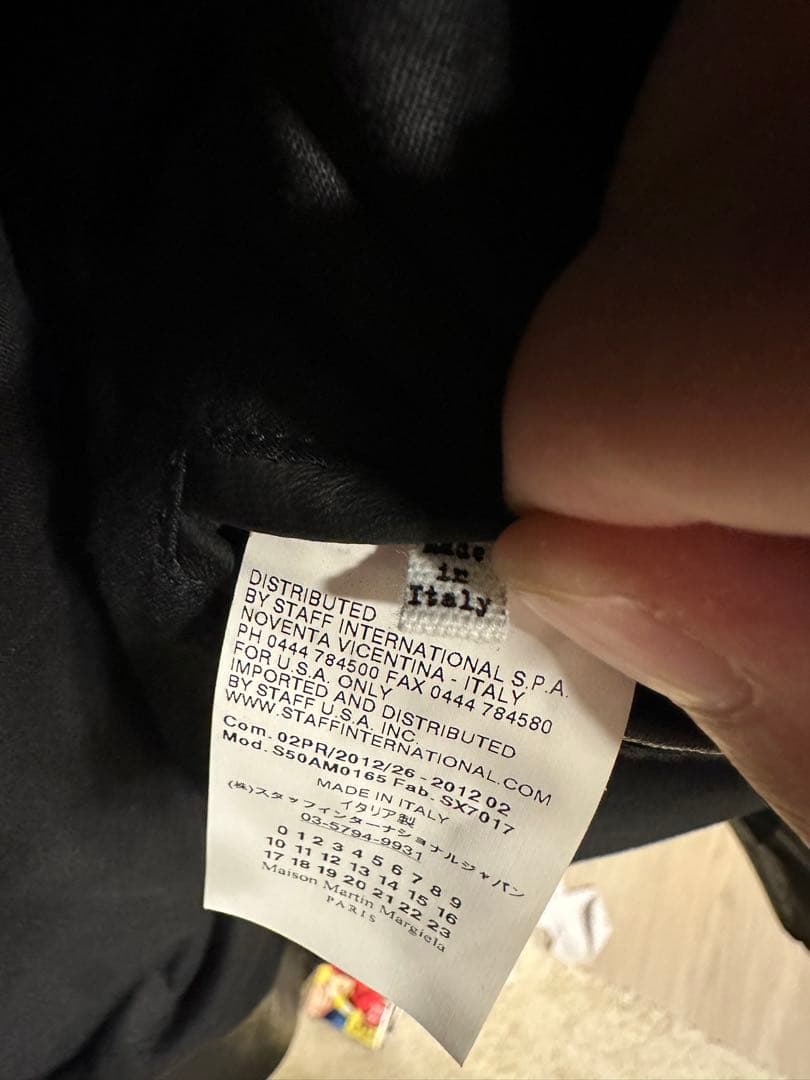 in
Italy
DISTRIBUTED
BY STAFF INTERNATIONAL S.P.A.
NOVENTA VICENTINA - ITALY
PH 0444 784500 FAX 0444 784580
FOR U.S.A. ONLY
IMPORTED AND DISTRIBUTED
BY STAFF U.S.A. INC.
WWW.STAFFINTERNATIONAL.COM
Com. 02PR/2012/26 - 2012 02
Mod. S50AM0165 Fab. SX7017
MADE IN ITALY
イタリア製
(株)スタッフインターナショナルジャパン
03-5794-9931
0 1 2 3 4 5 6 7 8 9
10 11 12 13 14 15 16
17 18 19 20 21 22 23
Maison Martin Margiela
PARIS